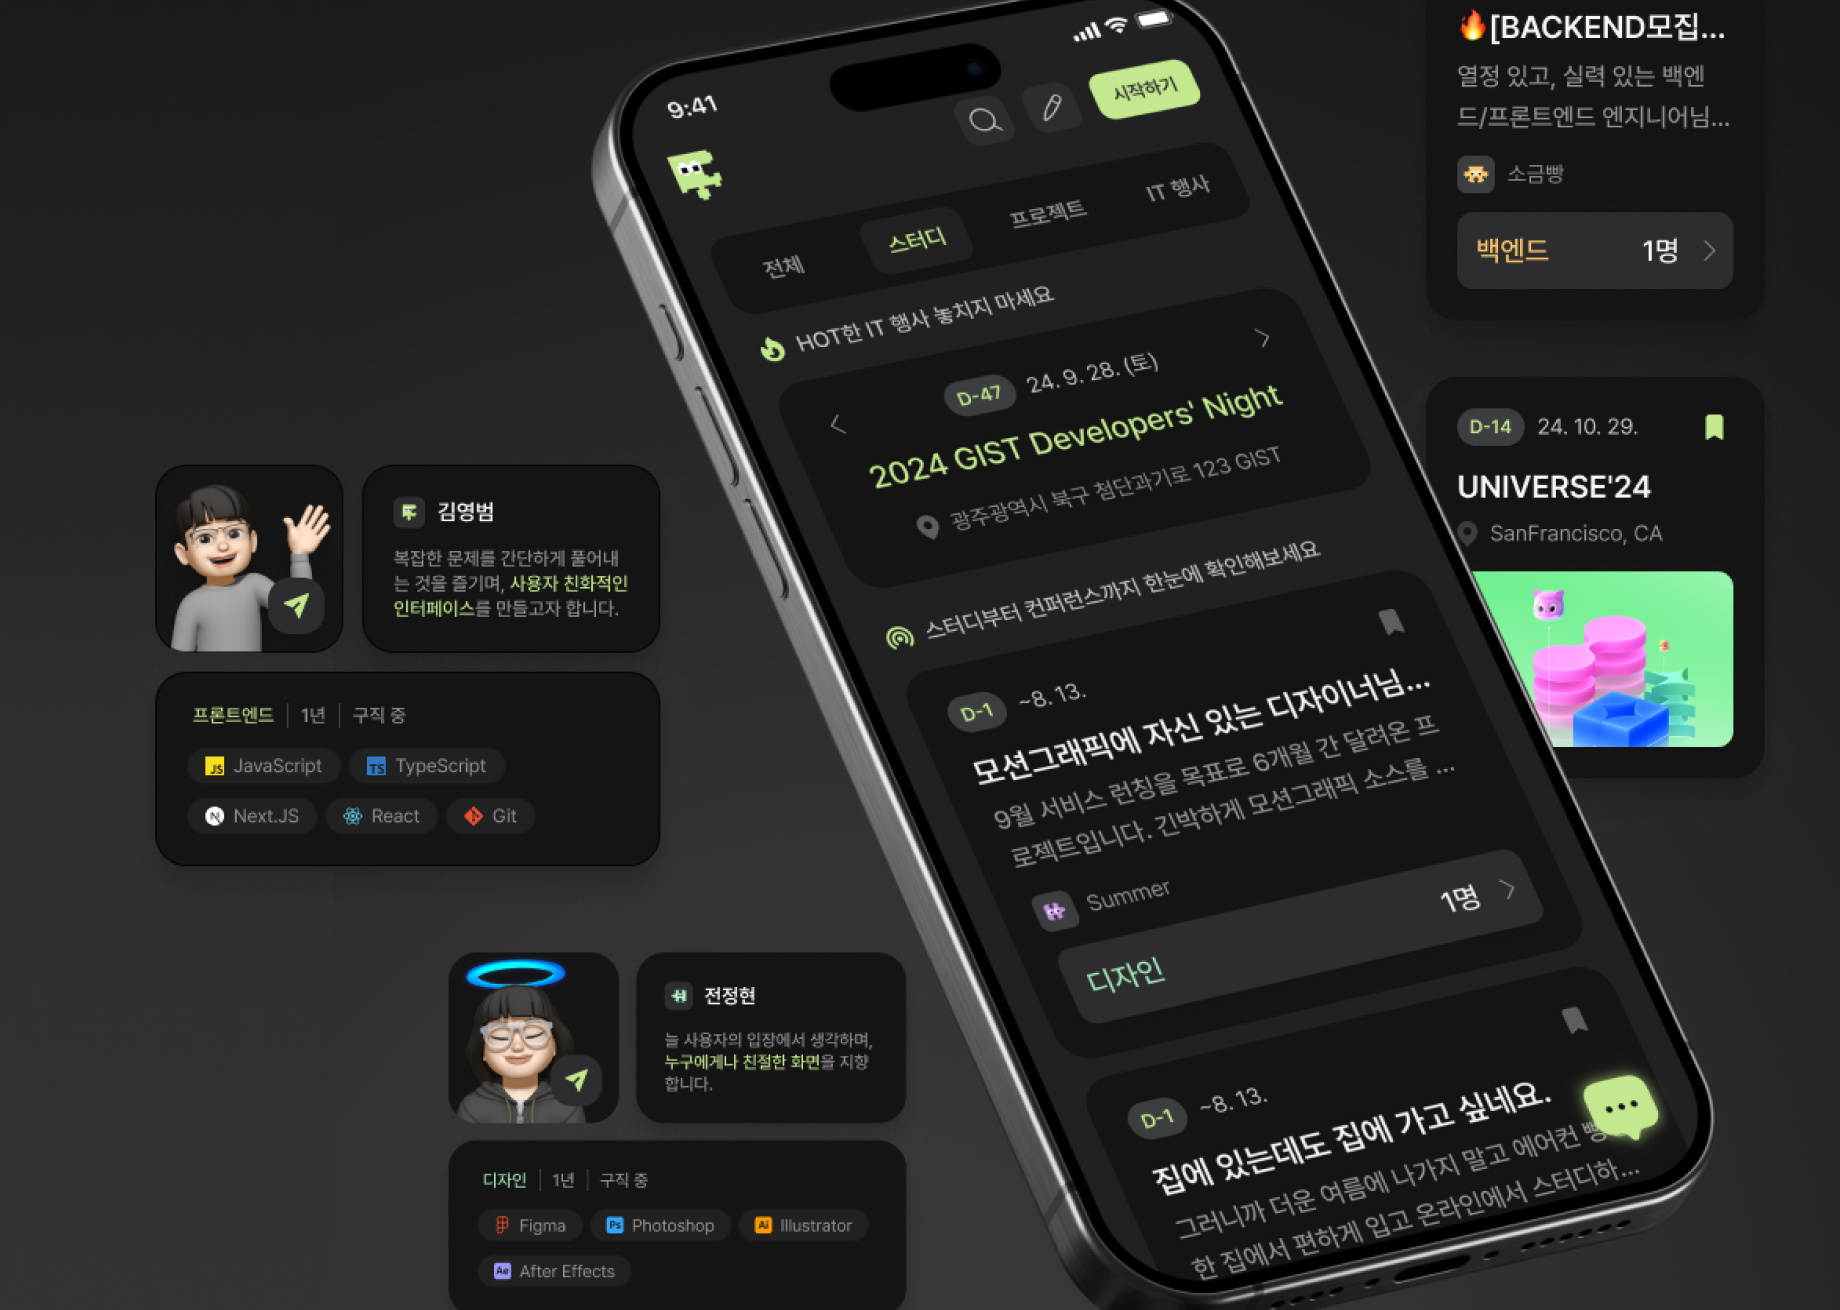 9:41
시작하기
전체
스터디
프로젝트
IT 행사
HOT한 IT 행사 놓치지 마세요
D-47
24. 9. 28. (토)
2024 GIST Developers' Night
광주광역시 북구 첨단과기로 123 GIST
스터디부터 컨퍼런스까지 한눈에 확인해보세요
D-1
~8. 13.
모션그래픽에 자신 있는 디자이너님...
9월 서비스 런칭을 목표로 6개월 간 달려온 프
로젝트입니다. 긴박하게 모션그래픽 소스를 ...
Summer
디자인
1명
D-1
~8. 13.
집에 있는데도 집에 가고 싶네요.
그러니까 더운 여름에 나가지 말고 에어컨 빵
한 집에서 편하게 입고 온라인에서 스터디하...
[BACKEND모집...
열정 있고, 실력 있는 백엔
드/프론트엔드 엔지니어님...
소금빵
백엔드
1명
D-14
24. 10. 29.
UNIVERSE'24
SanFrancisco, CA
김영범
복잡한 문제를 간단하게 풀어내
는 것을 즐기며, 사용자 친화적인
인터페이스를 만들고자 합니다.
프론트엔드
1년
구직 중
JS
JavaScript
TS
TypeScript
N
Next.JS
React
Git
전정현
늘 사용자의 입장에서 생각하며,
누구에게나 친절한 화면을 지향
합니다.
디자인
1년
구직 중
Figma
Ps
Photoshop
Ai
Illustrator
Ae
After Effects